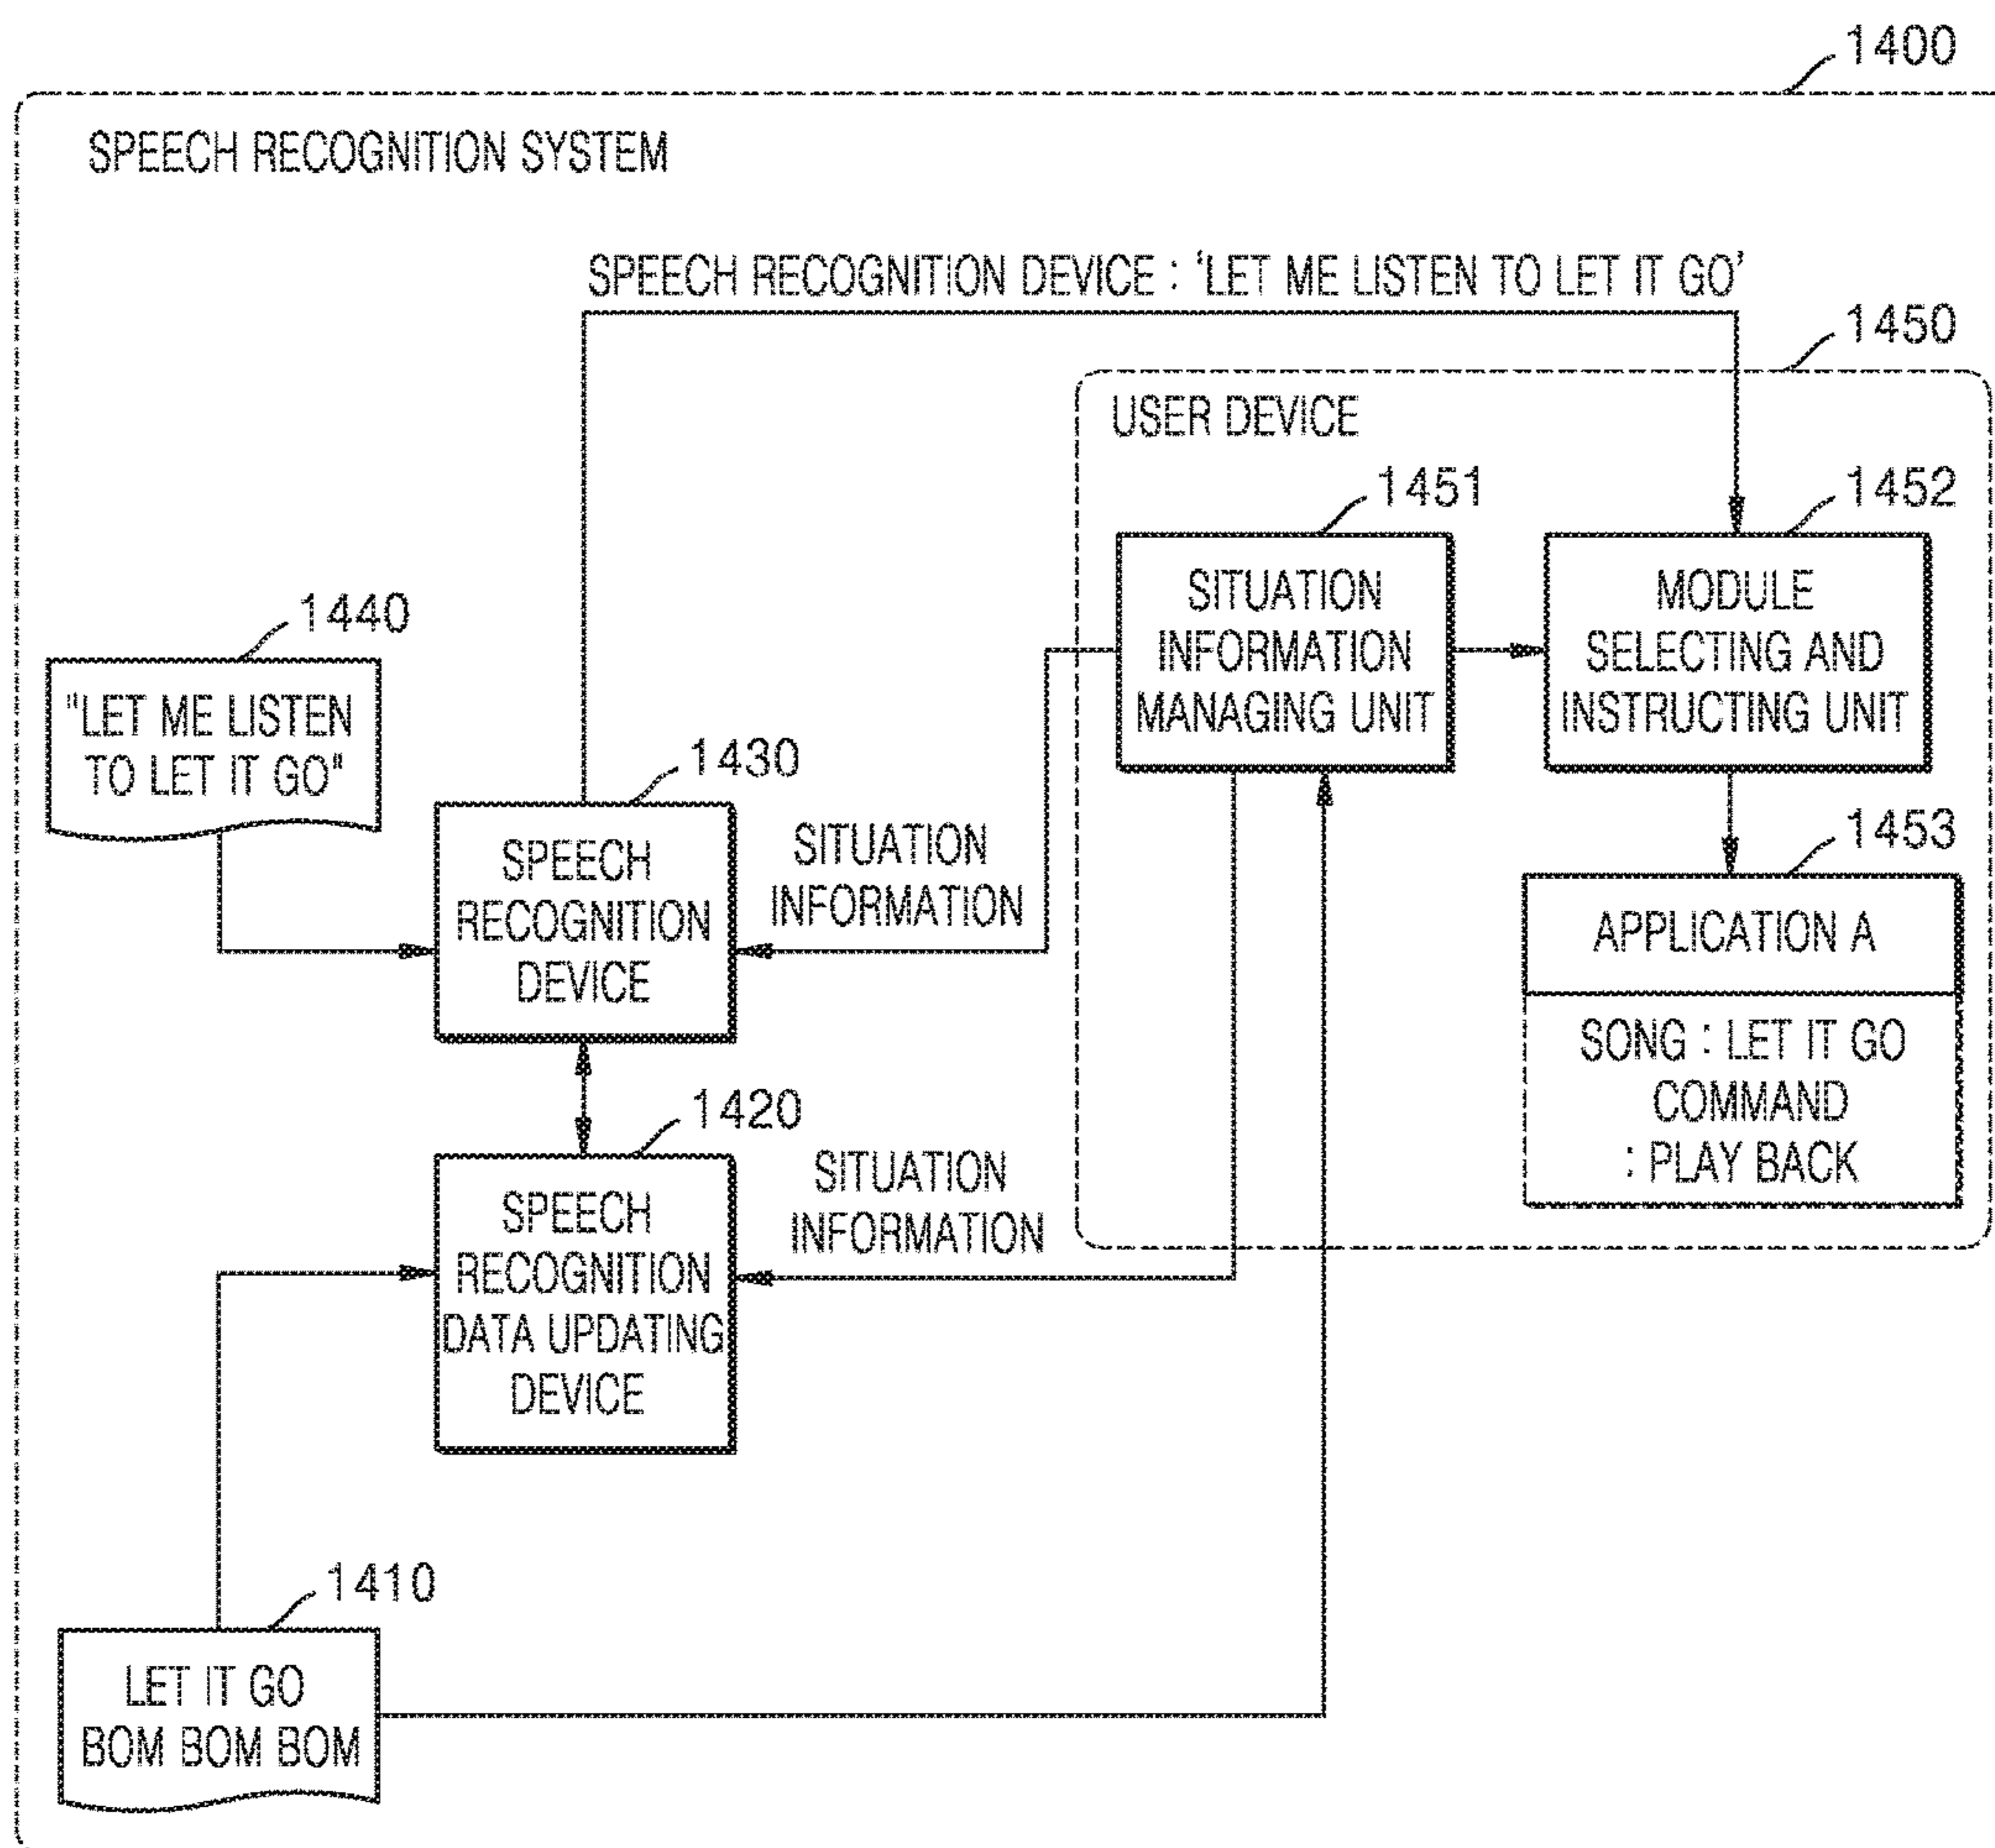 1400
SPEECH RECOGNITION SYSTEM
SPEECH RECOGNITION DEVICE : ‘LET ME LISTEN TO LET IT GO’
1450
USER DEVICE
1451
1452
SITUATION
INFORMATION
MANAGING UNIT
MODULE
SELECTING AND
INSTRUCTING UNIT
1440
"LET ME LISTEN
TO LET IT GO"
1430
SPEECH
RECOGNITION
DEVICE
SITUATION
INFORMATION
1453
APPLICATION A
SONG : LET IT GO
COMMAND
: PLAY BACK
1420
SPEECH
RECOGNITION
DATA UPDATING
DEVICE
SITUATION
INFORMATION
1410
LET IT GO
BOM BOM BOM